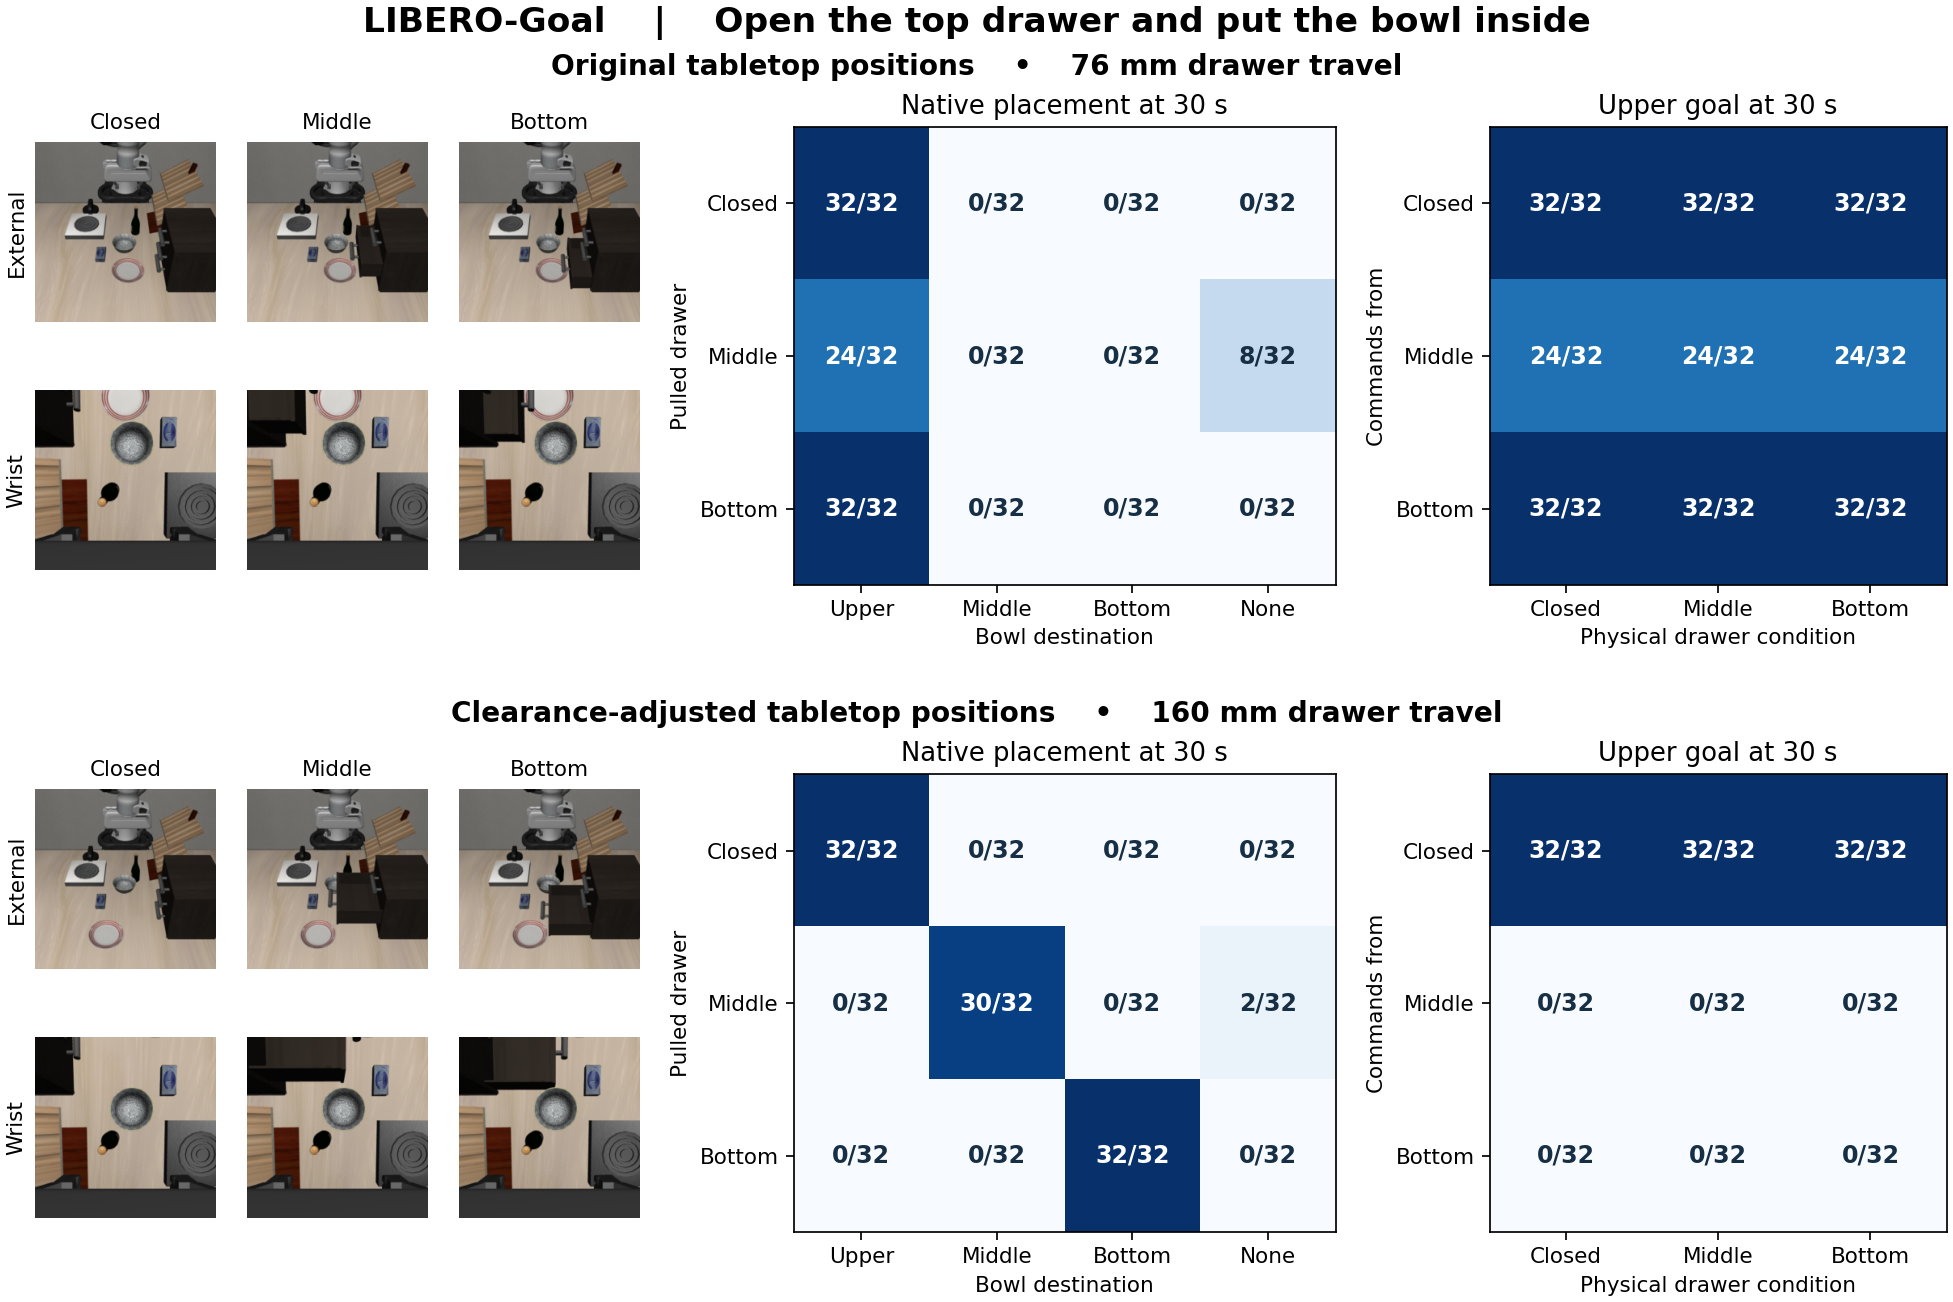 LIBERO-Goal | Open the top drawer and put the bowl inside
Original tabletop positions • 76 mm drawer travel
Closed Middle Bottom
External
Wrist
Native placement at 30 s
Pulled drawer
Closed 32/32 0/32 0/32 0/32
Middle 24/32 0/32 0/32 8/32
Bottom 32/32 0/32 0/32 0/32
Upper Middle Bottom None
Bowl destination
Upper goal at 30 s
Commands from
Closed 32/32 32/32 32/32
Middle 24/32 24/32 24/32
Bottom 32/32 32/32 32/32
Closed Middle Bottom
Physical drawer condition
Clearance-adjusted tabletop positions • 160 mm drawer travel
Closed Middle Bottom
External
Wrist
Native placement at 30 s
Pulled drawer
Closed 32/32 0/32 0/32 0/32
Middle 0/32 30/32 0/32 2/32
Bottom 0/32 0/32 32/32 0/32
Upper Middle Bottom None
Bowl destination
Upper goal at 30 s
Commands from
Closed 32/32 32/32 32/32
Middle 0/32 0/32 0/32
Bottom 0/32 0/32 0/32
Closed Middle Bottom
Physical drawer condition